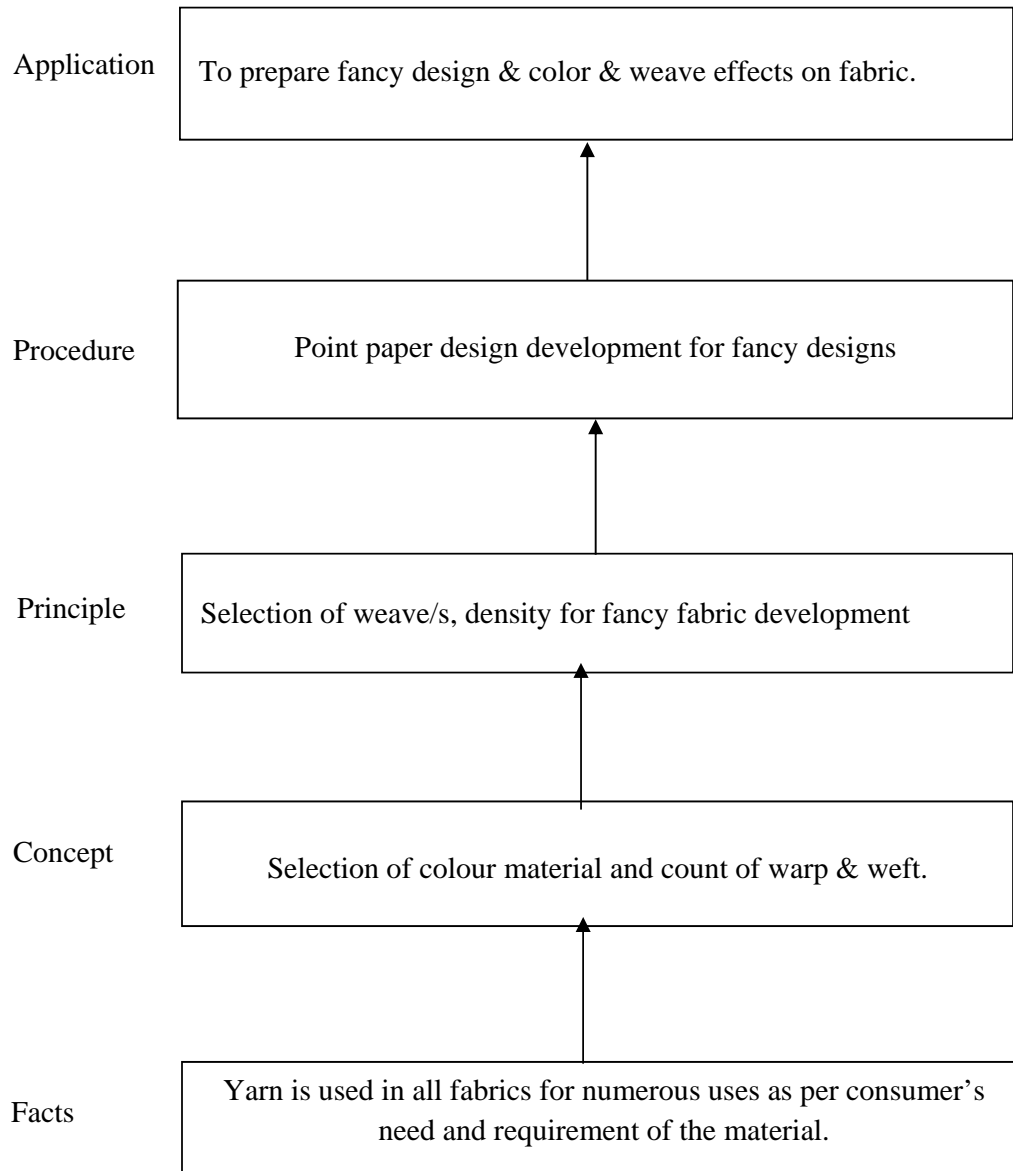 Application
To prepare fancy design & color & weave effects on fabric.
Procedure
Point paper design development for fancy designs
Principle
Selection of weave/s, density for fancy fabric development
Concept
Selection of colour material and count of warp & weft.
Facts
Yarn is used in all fabrics for numerous uses as per consumer’s
need and requirement of the material.